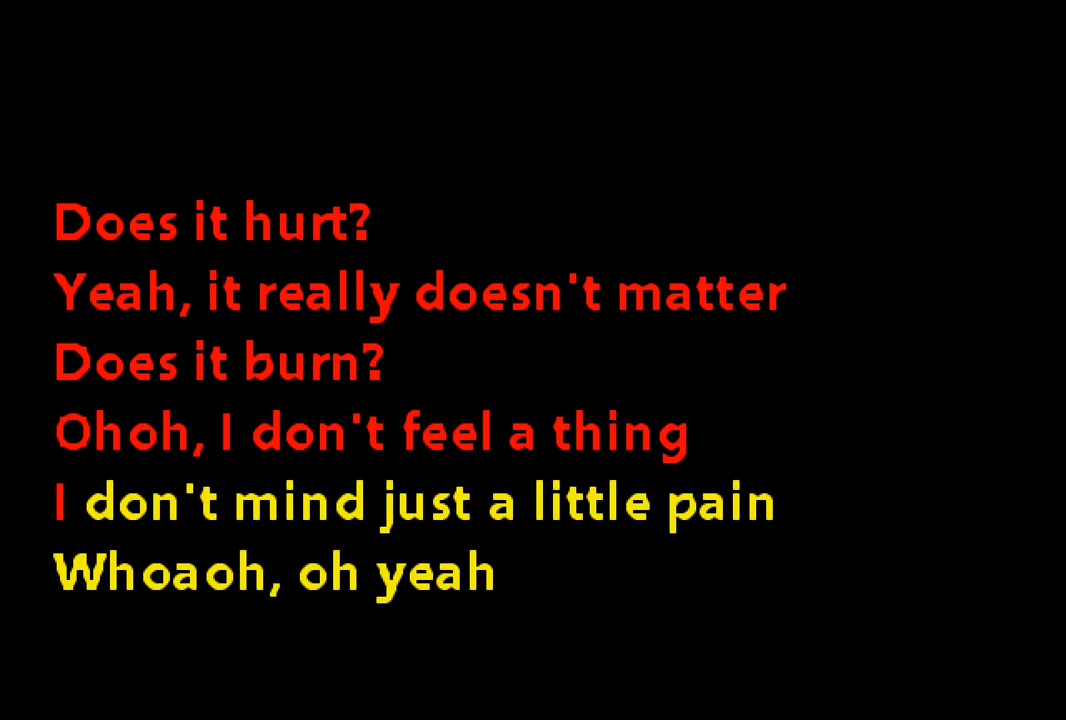 Does it hurt?
Yeah, it really doesn't matter
Does it burn?
Ohoh, I don't feel a thing
I don't mind just a little pain
Whoaoh, oh yeah